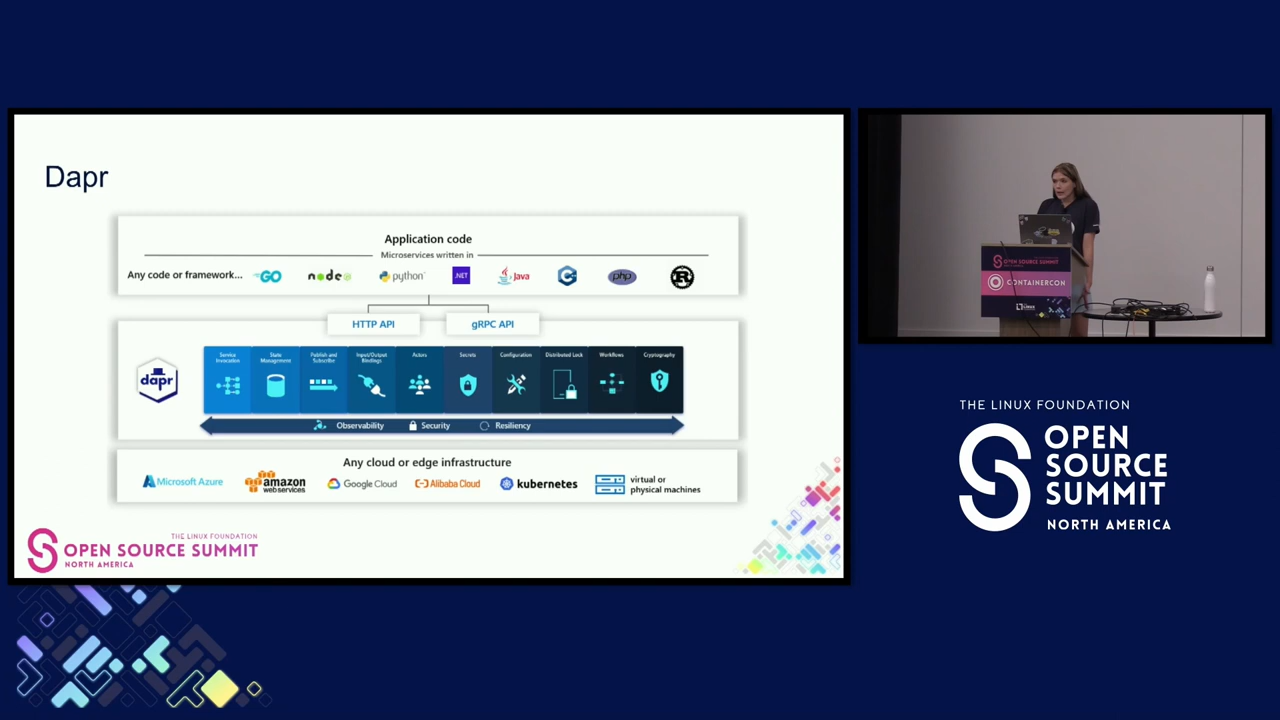 Dapr
Application code
Microservices written in
Any code or framework...
GO
node
python
.NET
Java
C
php
R
HTTP API
gRPC API
dapr
Service Invocation
State Management
Publish and Subscribe
Input/Output Bindings
Actors
Secrets
Configuration
Distributed Lock
Workflows
Cryptography
Observability
Security
Resiliency
Any cloud or edge infrastructure
Microsoft Azure
amazon
webservices
Google Cloud
Alibaba Cloud
kubernetes
virtual or
physical machines
THE LINUX FOUNDATION
OPEN SOURCE SUMMIT
NORTH AMERICA
OPEN SOURCE SUMMIT
CONTAINERCON
THE LINUX FOUNDATION
OPEN
SOURCE
SUMMIT
NORTH AMERICA